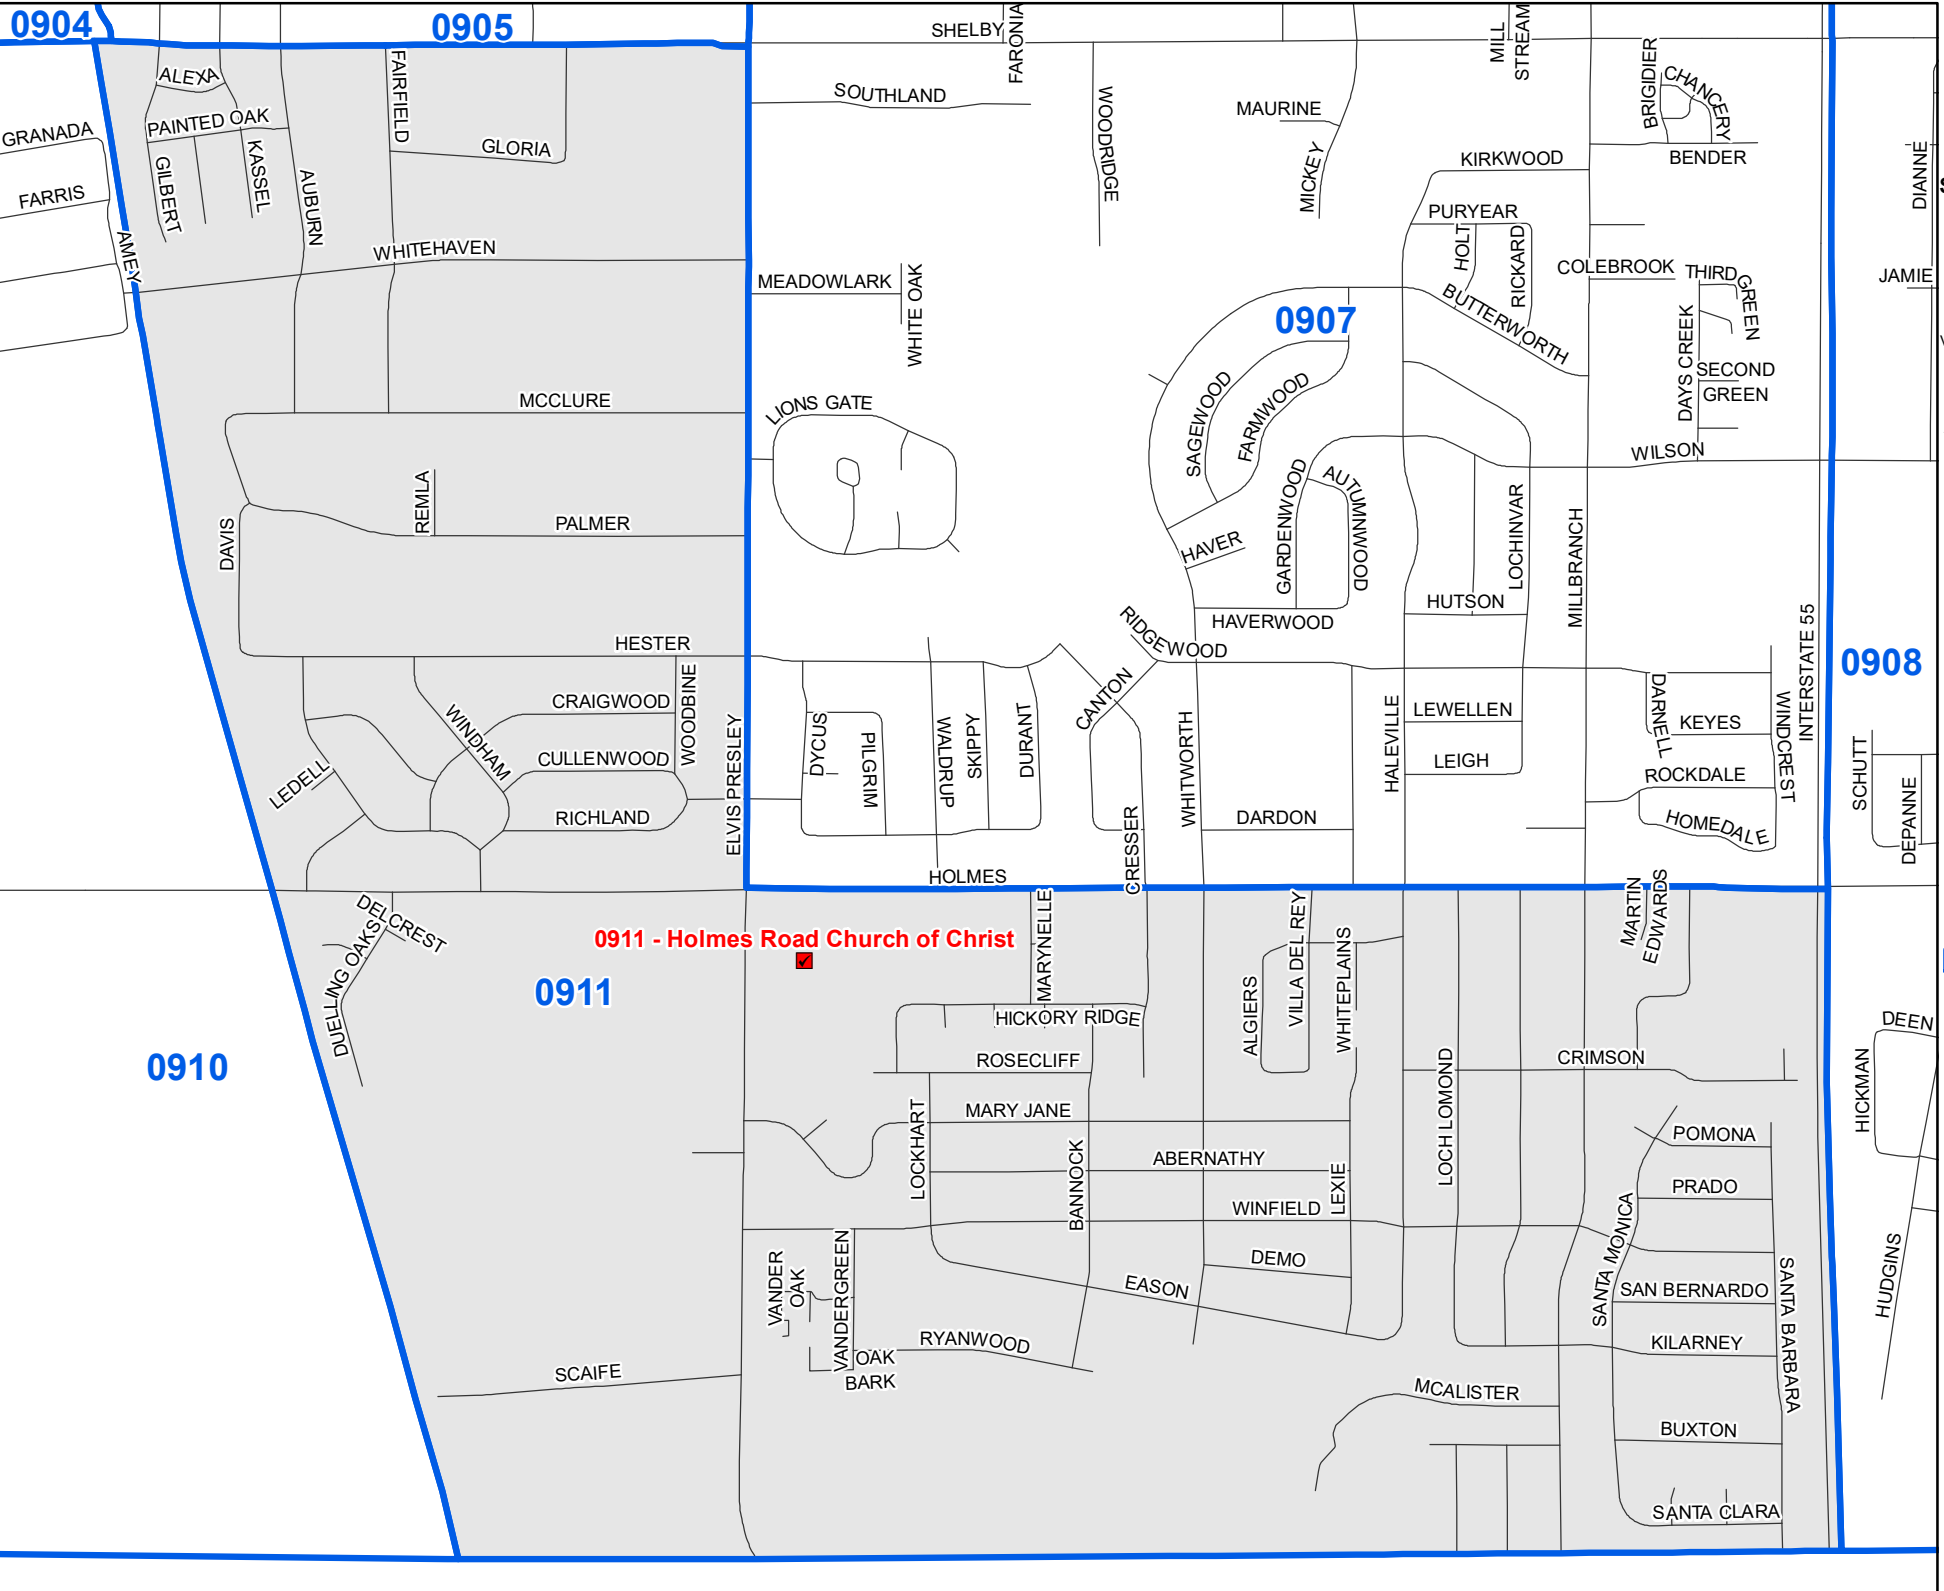 0904
0905
SHELBY
FARONIA
MILL
STREAM
ALEXA
FAIRFIELD
SOUTHLAND
WOODRIDGE
MAURINE
BRIGIDIER
CHANCERY
GRANADA
PAINTED OAK
GLORIA
KIRKWOOD
BENDER
DIANNE
FARRIS
GILBERT
KASSEL
AUBURN
MICKEY
PURYEAR
HOLT
RICKARD
AMEY
WHITEHAVEN
MEADOWLARK
WHITE OAK
COLEBROOK
THIRD
GREEN
JAMIE
0907
BUTTERWORTH
DAYS CREEK
SECOND
GREEN
MCCLURE
LIONS GATE
SAGEWOOD
FARMWOOD
WILSON
REMLA
DAVIS
PALMER
HAVER
GARDENWOOD
AUTUMNWOOD
LOCHINVAR
MILLBRANCH
HUTSON
HAVERWOOD
RIDGEWOOD
INTERSTATE 55
0908
HESTER
CRAIGWOOD
WOODBINE
WINDHAM
CULLENWOOD
LEDELL
RICHLAND
ELVIS PRESLEY
DYCUS
PILGRIM
WALDRUP
SKIPPY
DURANT
CANTON
CRESSER
WHITWORTH
DARDON
HALEVILLE
LEWELLEN
LEIGH
DARNELL
KEYES
WINDCREST
ROCKDALE
HOMEDALE
SCHUTT
DEPANNE
HOLMES
DELCREST
DUELLING OAKS
0911 - Holmes Road Church of Christ
0911
MARYNELLE
HICKORY RIDGE
ALGIERS
VILLA DEL REY
WHITEPLAINS
MARTIN
EDWARDS
0910
ROSECLIFF
LOCH LOMOND
CRIMSON
DEEN
HICKMAN
LOCKHART
MARY JANE
BANNOCK
ABERNATHY
LEXIE
WINFIELD
POMONA
PRADO
SANTA MONICA
HUDGINS
VANDER
OAK
VANDERGREEN
DEMO
EASON
SAN BERNARDO
SANTA BARBARA
RYANWOOD
OAK
BARK
KILARNEY
SCAIFE
MCALISTER
BUXTON
SANTA CLARA